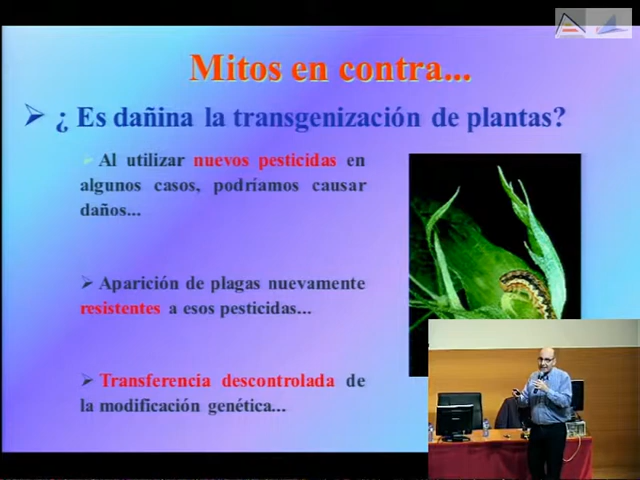 Mitos en contra...
¿ Es dañina la transgenización de plantas?
Al utilizar nuevos pesticidas en
algunos casos, podríamos causar
daños...
Aparición de plagas nuevamente
resistentes a esos pesticidas...
Transferencia descontrolada de
la modificación genética...